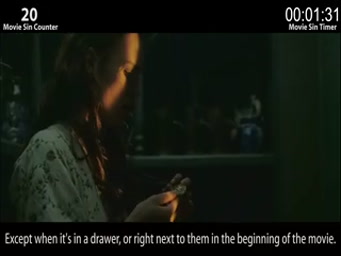 20
Movie Sin Counter
00:01:31
Movie Sin Timer
Except when it's in a drawer, or right next to them in the beginning of the movie.